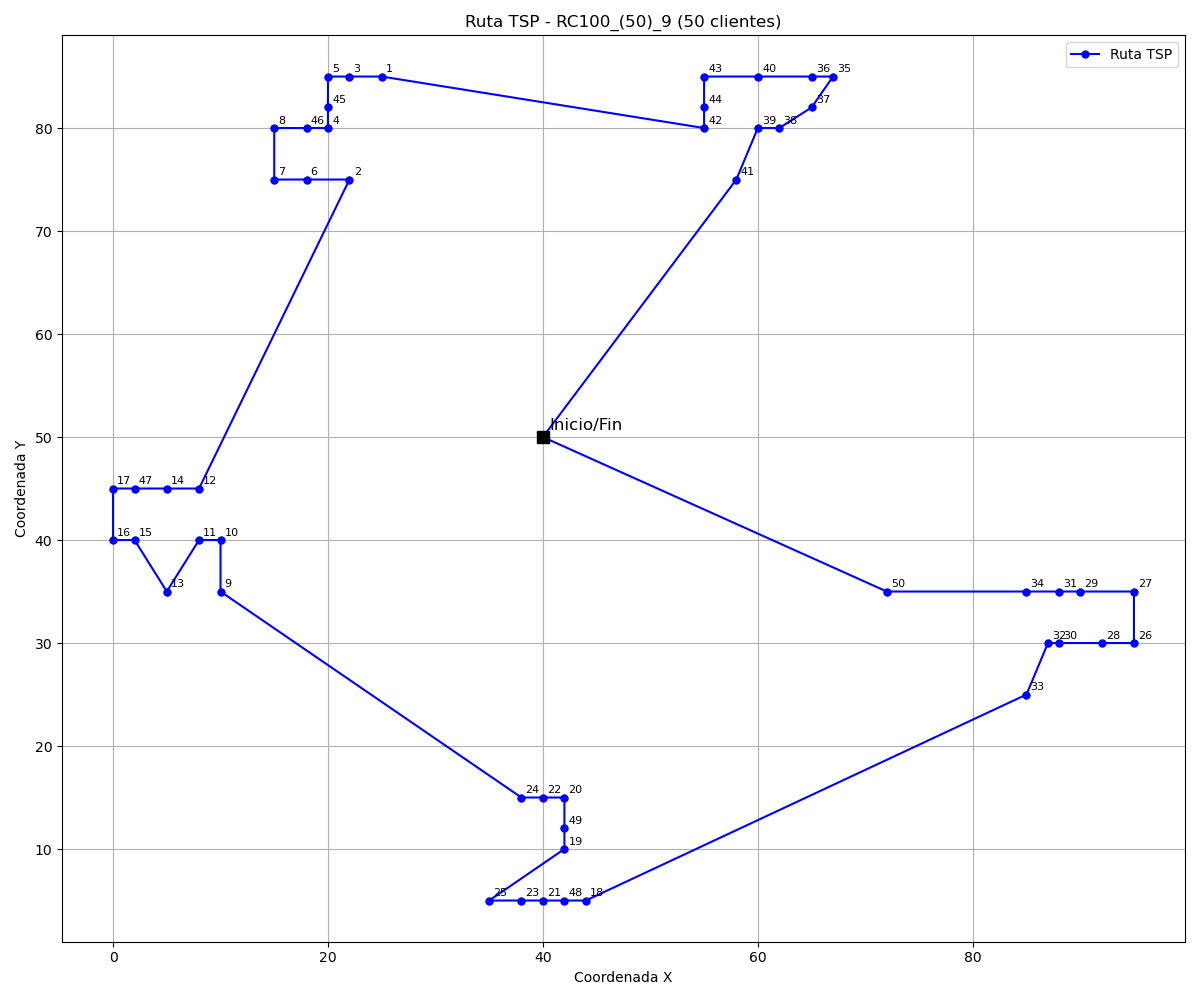 Ruta TSP - RC100_(50)_9 (50 clientes)
Ruta TSP
5 3 1 43 40 36 35
45 44 37
8 46 4 42 39 38
80
7 6 2 41
70
60
Inicio/Fin
50
17 47 14 12
Coordenada Y
40
16 15 11 10
13 9 50 34 31 29 27
30
32 30 28 26
33
20
24 22 20
49
19
10
25 23 21 48 18
0 20 40 60 80
Coordenada X